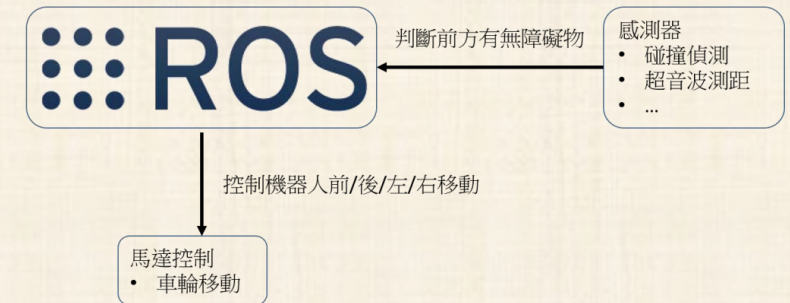 ROS
判斷前方有無障礙物
感測器
• 碰撞偵測
• 超音波測距
• ...
控制機器人前/後/左/右移動
馬達控制
• 車輪移動